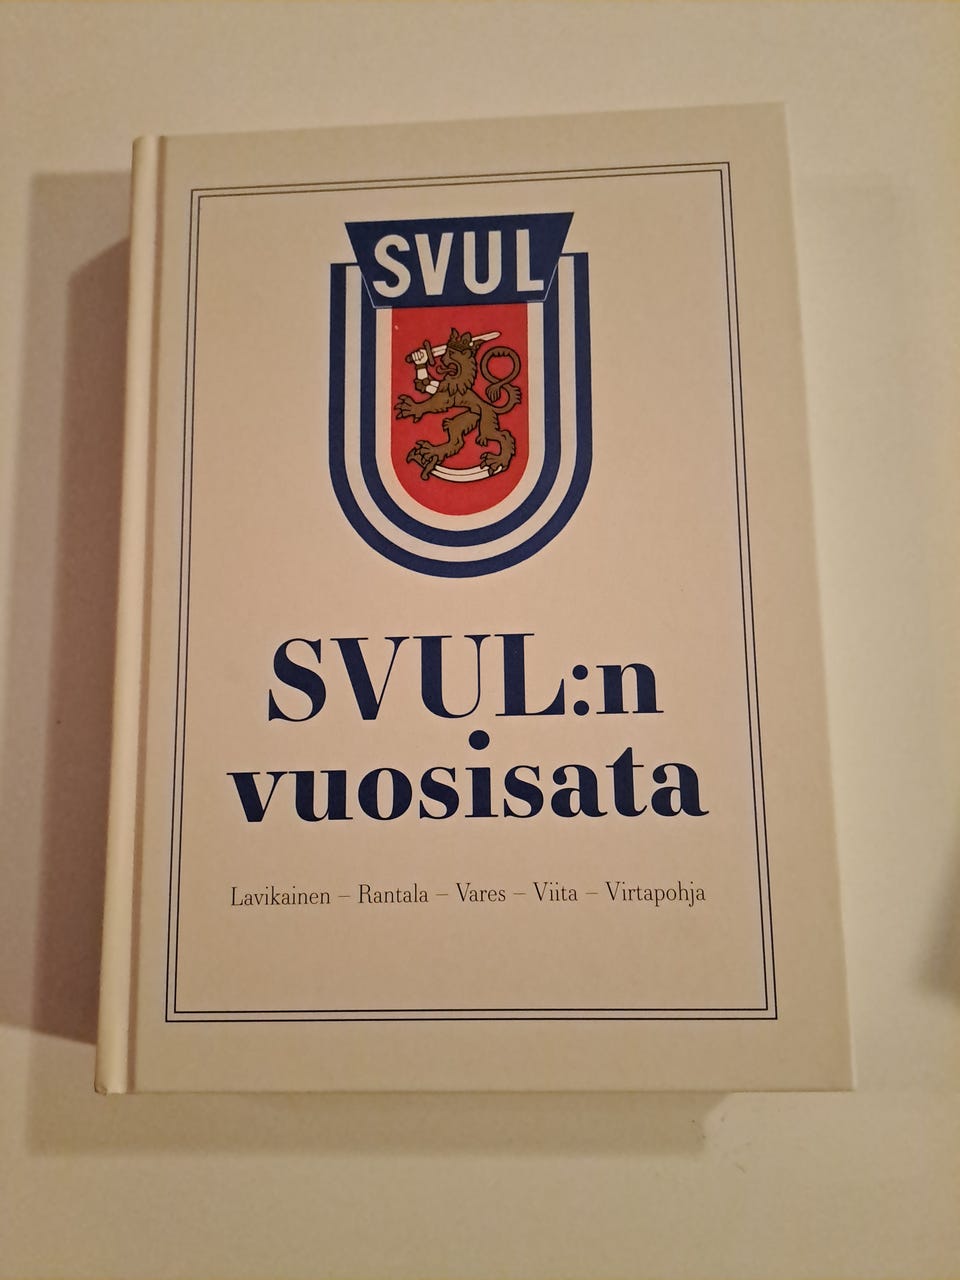 SVUL
SVUL:n
vuosisata
Lavikainen – Rantala – Vares – Viita – Virtapohja